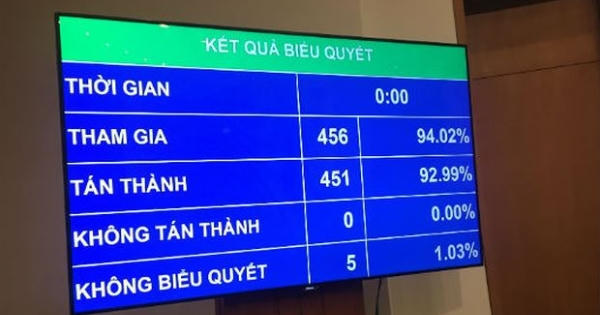 KẾT QUẢ BIỂU QUYẾT
THỜI GIAN 0:00
THAM GIA 456 94.02%
TÁN THÀNH 451 92.99%
KHÔNG TÁN THÀNH 0 0.00%
KHÔNG BIỂU QUYẾT 5 1.03%